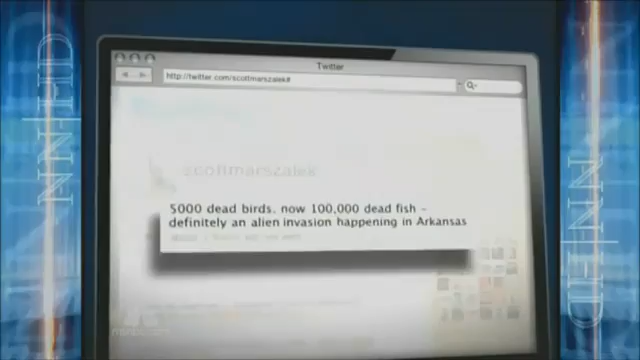 Twitter
http://twitter.com/scottmarszalek#
scottmarszalek
5000 dead birds, now 100,000 dead fish -
definitely an alien invasion happening in Arkansas